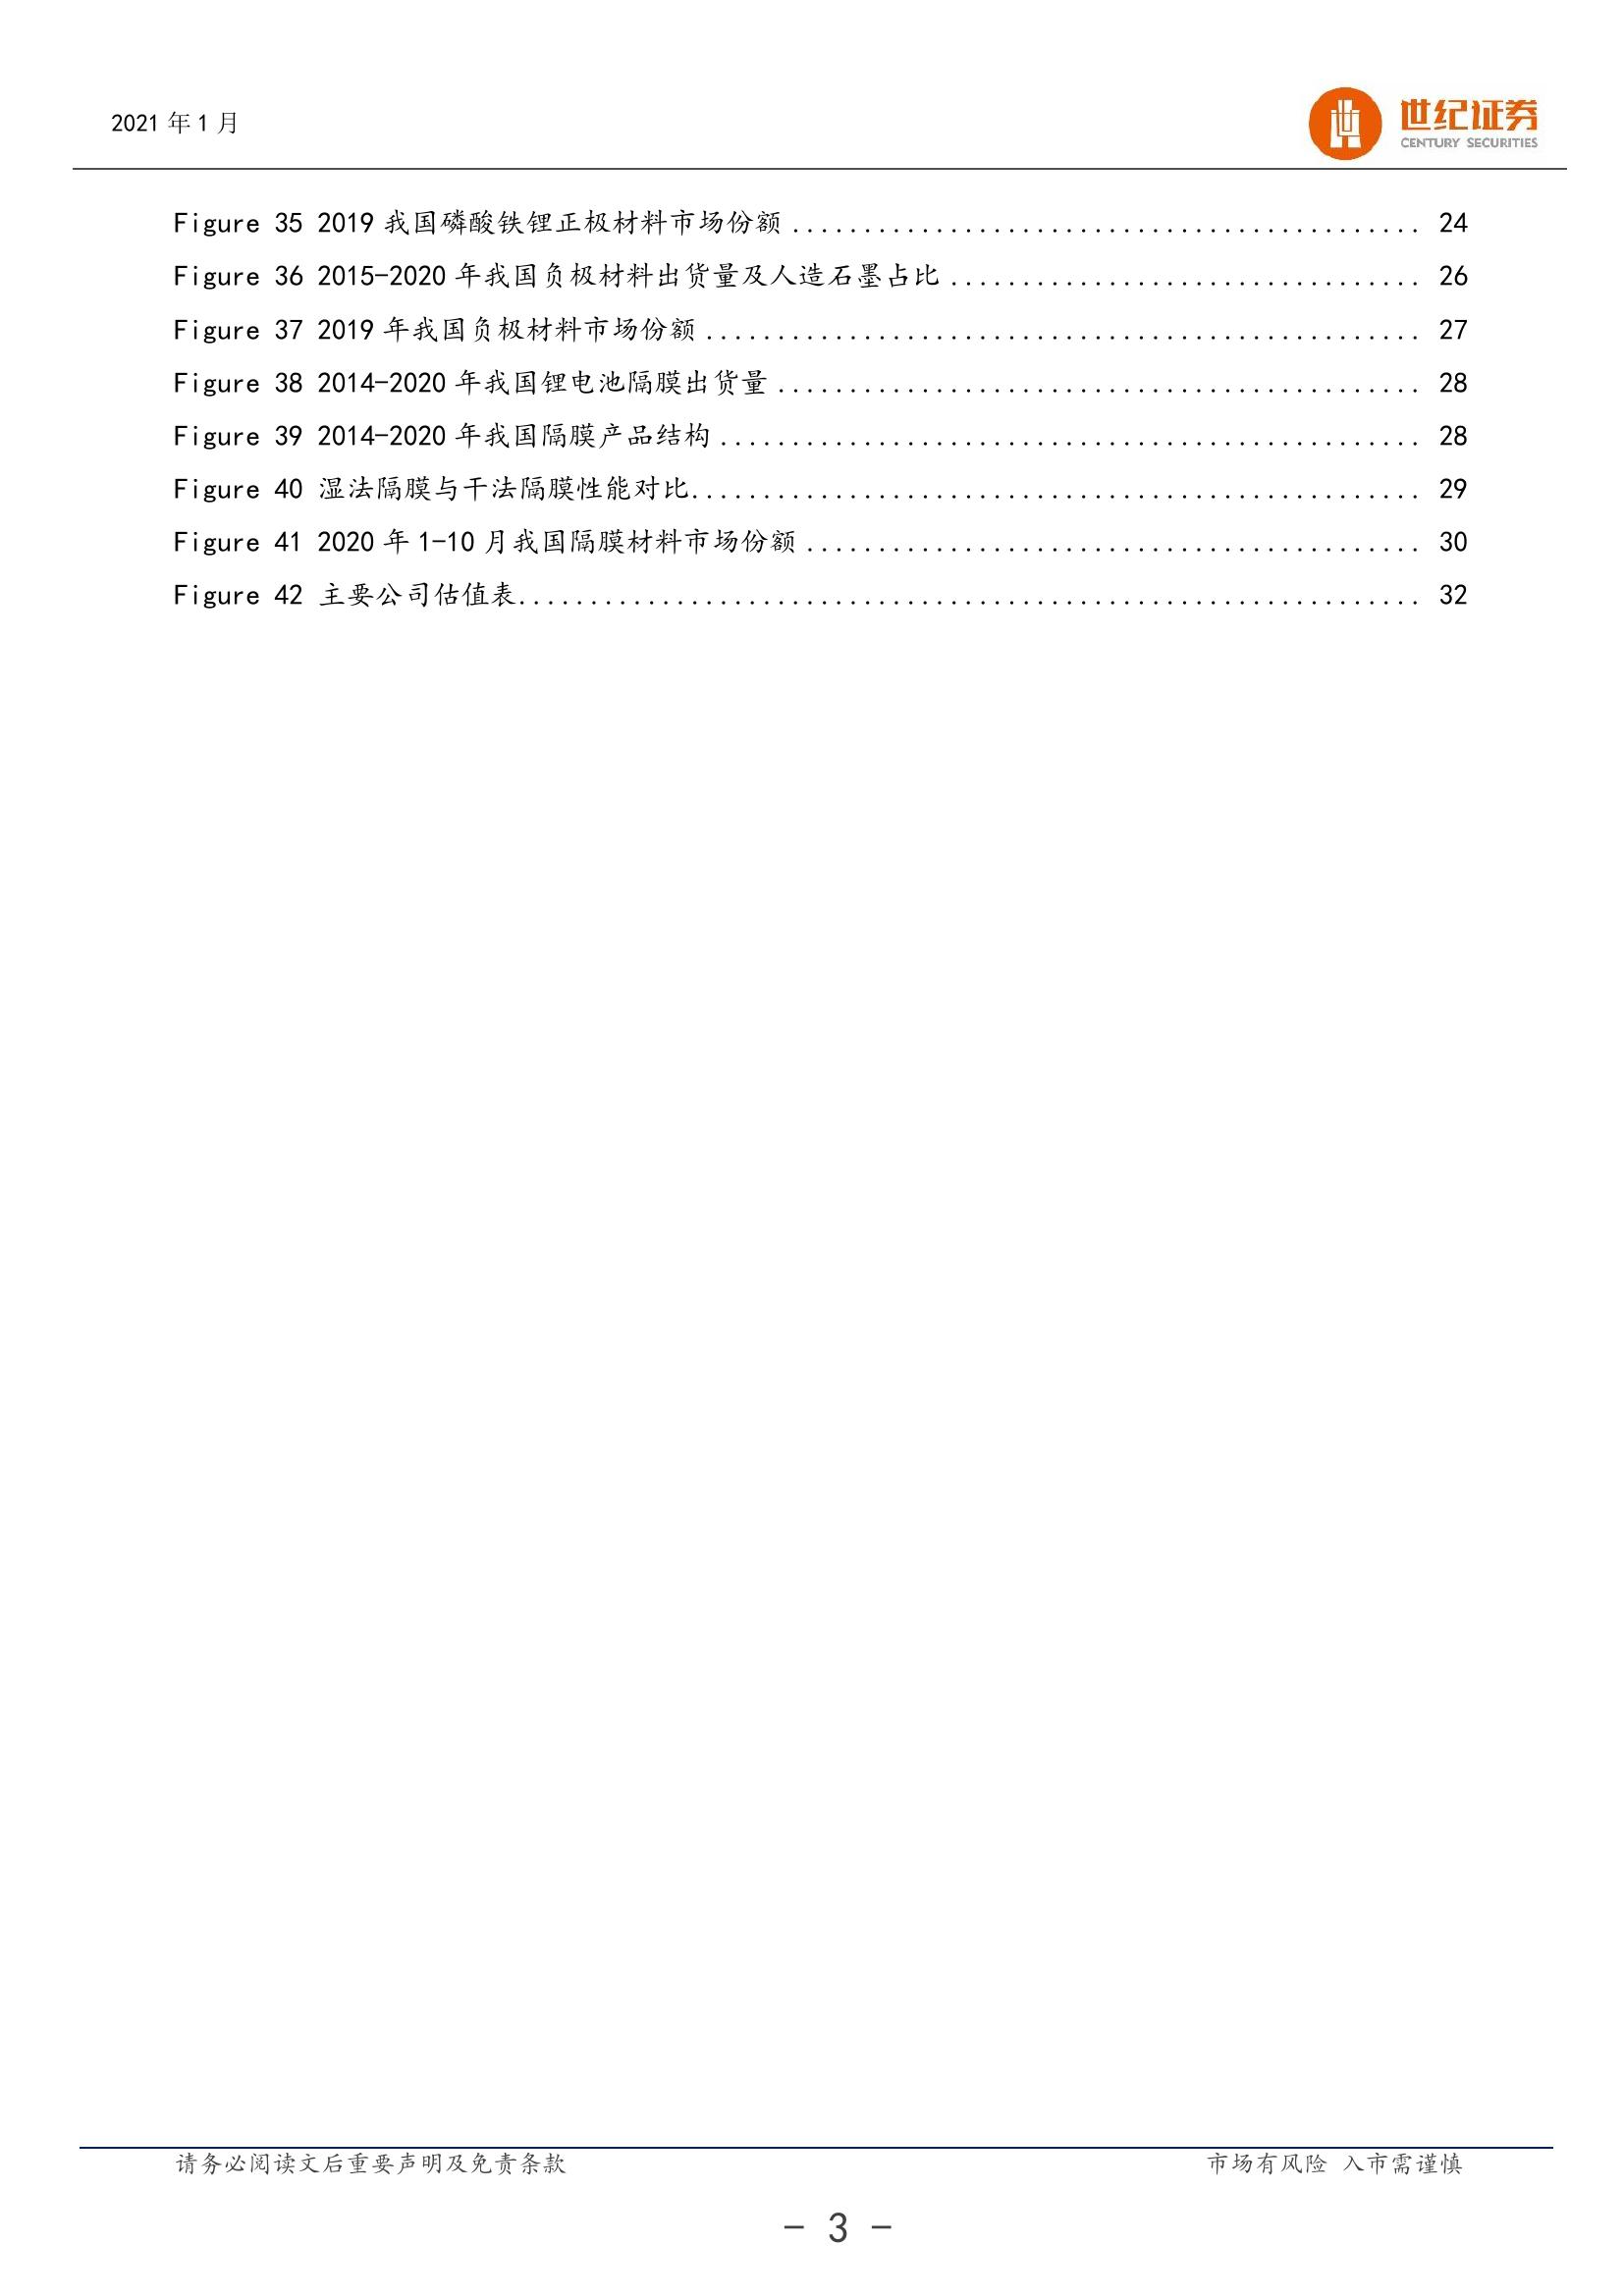 2021 年 1 月
世纪证券
CENTURY SECURITIES
Figure 35 2019 我国磷酸铁锂正极材料市场份额 ............................................ 24
Figure 36 2015-2020 年我国负极材料出货量及人造石墨占比 ................................. 26
Figure 37 2019 年我国负极材料市场份额 .................................................. 27
Figure 38 2014-2020 年我国锂电池隔膜出货量 ............................................. 28
Figure 39 2014-2020 年我国隔膜产品结构 ................................................. 28
Figure 40 湿法隔膜与干法隔膜性能对比................................................... 29
Figure 41 2020 年 1-10 月我国隔膜材料市场份额 ........................................... 30
Figure 42 主要公司估值表............................................................... 32
请务必阅读文后重要声明及免责条款 市场有风险 入市需谨慎
- 3 -